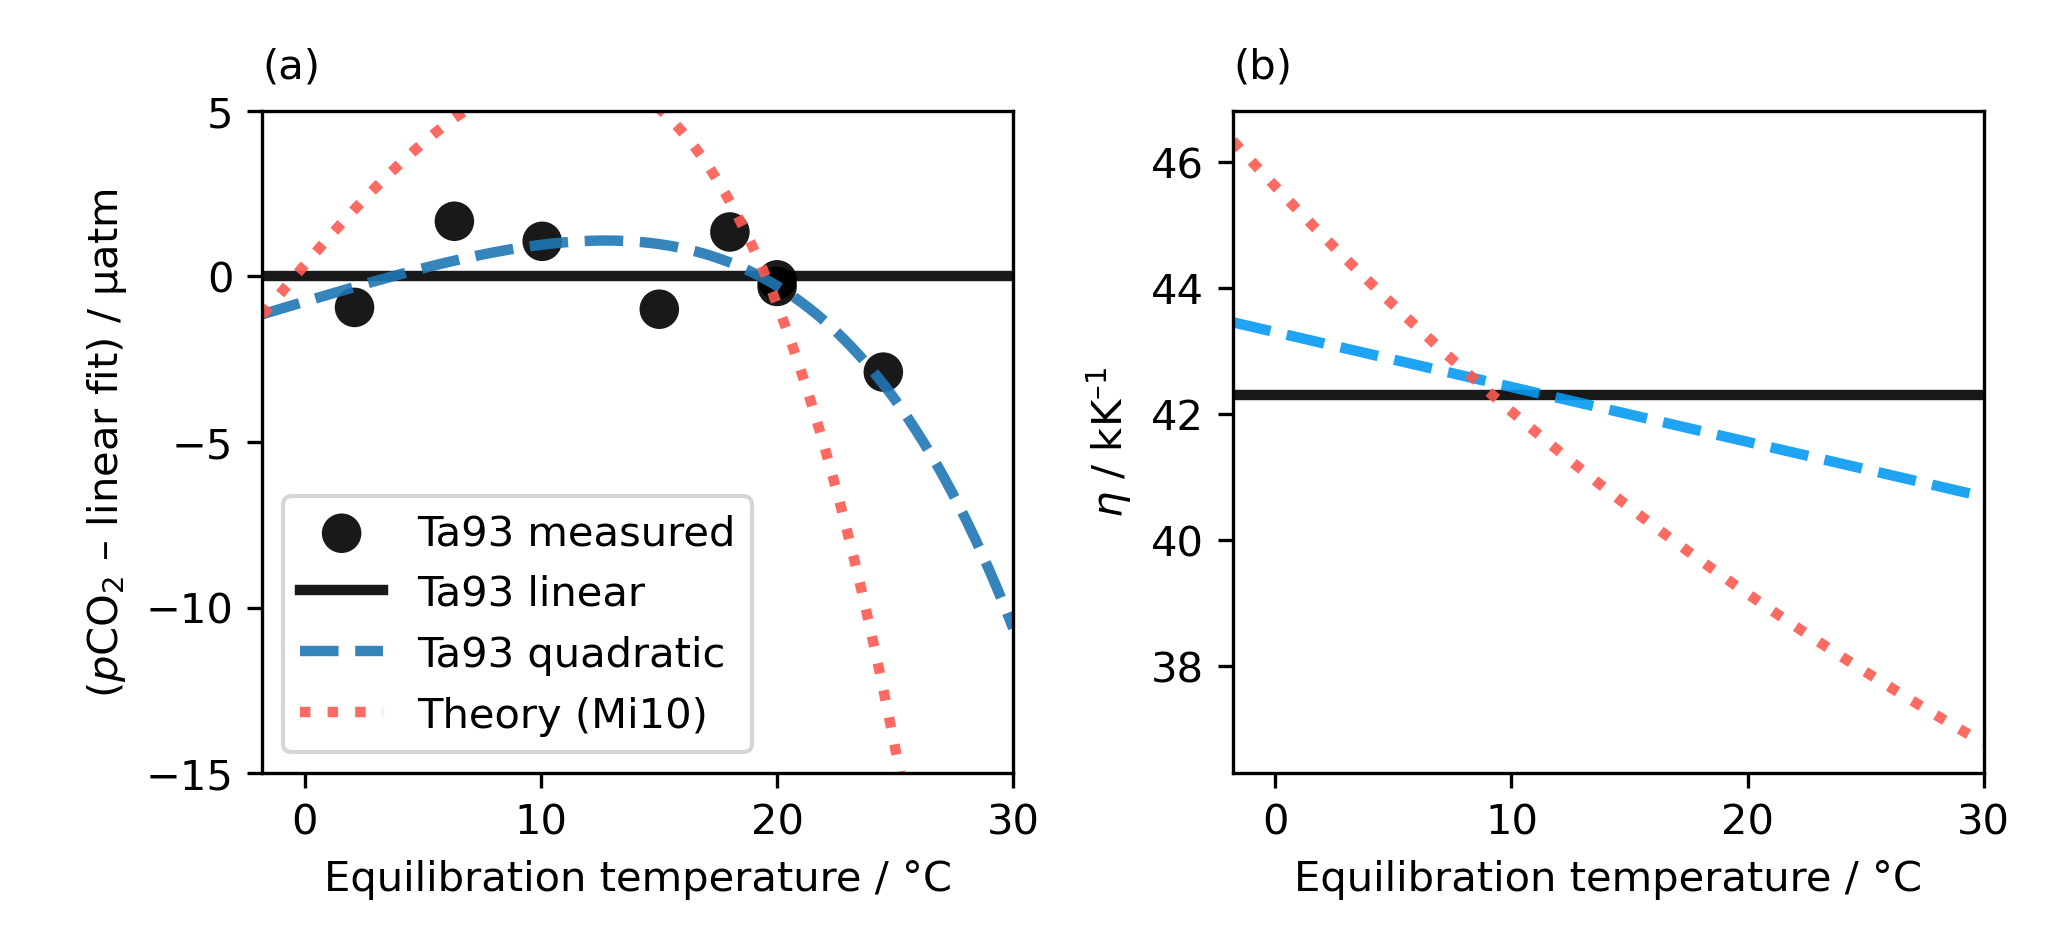 (a)
5
0
−5
−10
−15
(pCO₂ − linear fit) / μatm
Ta93 measured
Ta93 linear
Ta93 quadratic
Theory (Mi10)
0 10 20 30
Equilibration temperature / °C
(b)
46
44
42
40
38
η / kK⁻¹
0 10 20 30
Equilibration temperature / °C